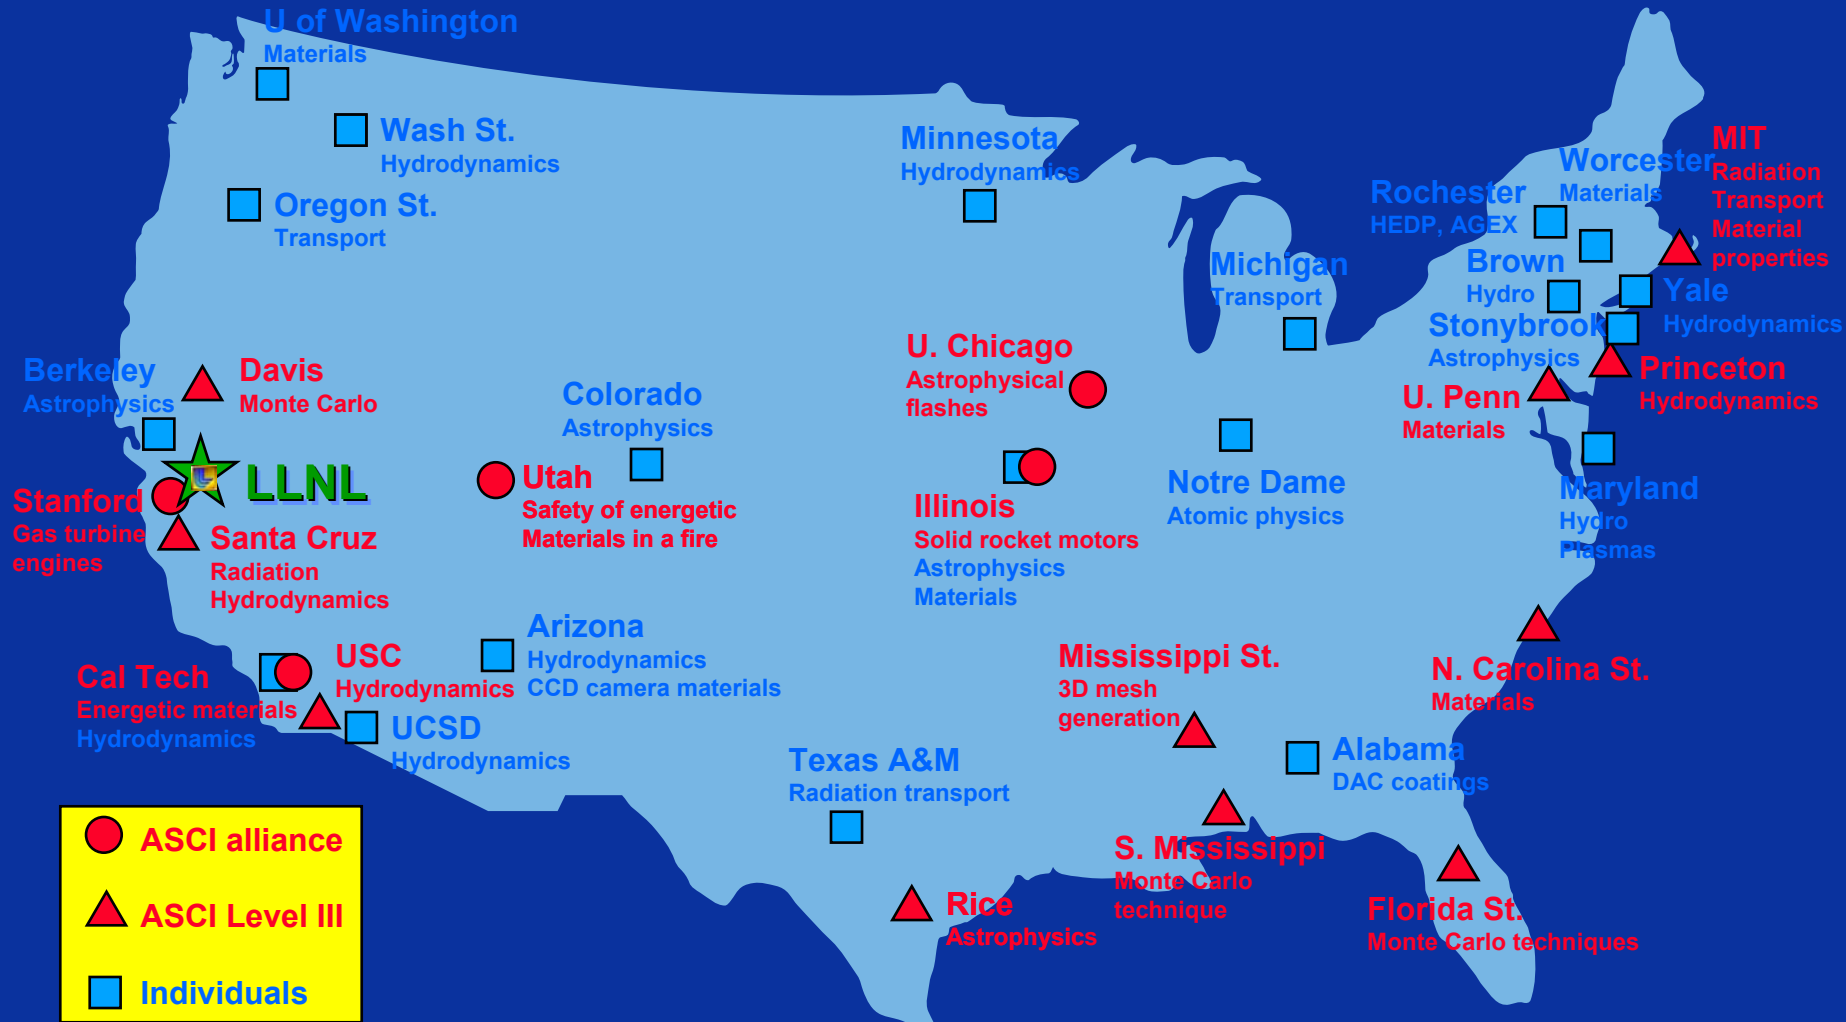 U of Washington
Materials
Wash St.
Hydrodynamics
Oregon St.
Transport
Minnesota
Hydrodynamics
Michigan
Transport
Rochester
HEDP, AGEX
Worcester
Materials
MIT
Radiation
Transport
Material
properties
Brown
Hydro
Yale
Hydrodynamics
Stonybrook
Astrophysics
Princeton
Hydrodynamics
U. Penn
Materials
Maryland
Hydro
Plasmas
Berkeley
Astrophysics
Davis
Monte Carlo
LLNL
Stanford
Gas turbine
engines
Santa Cruz
Radiation
Hydrodynamics
Utah
Safety of energetic
Materials in a fire
Colorado
Astrophysics
U. Chicago
Astrophysical
flashes
Illinois
Solid rocket motors
Astrophysics
Materials
Notre Dame
Atomic physics
Cal Tech
Energetic materials
Hydrodynamics
USC
Hydrodynamics
UCSD
Hydrodynamics
Arizona
Hydrodynamics
CCD camera materials
Texas A&M
Radiation transport
Rice
Astrophysics
Mississippi St.
3D mesh
generation
S. Mississippi
Monte Carlo
technique
Alabama
DAC coatings
N. Carolina St.
Materials
Florida St.
Monte Carlo techniques
ASCI alliance
ASCI Level III
Individuals